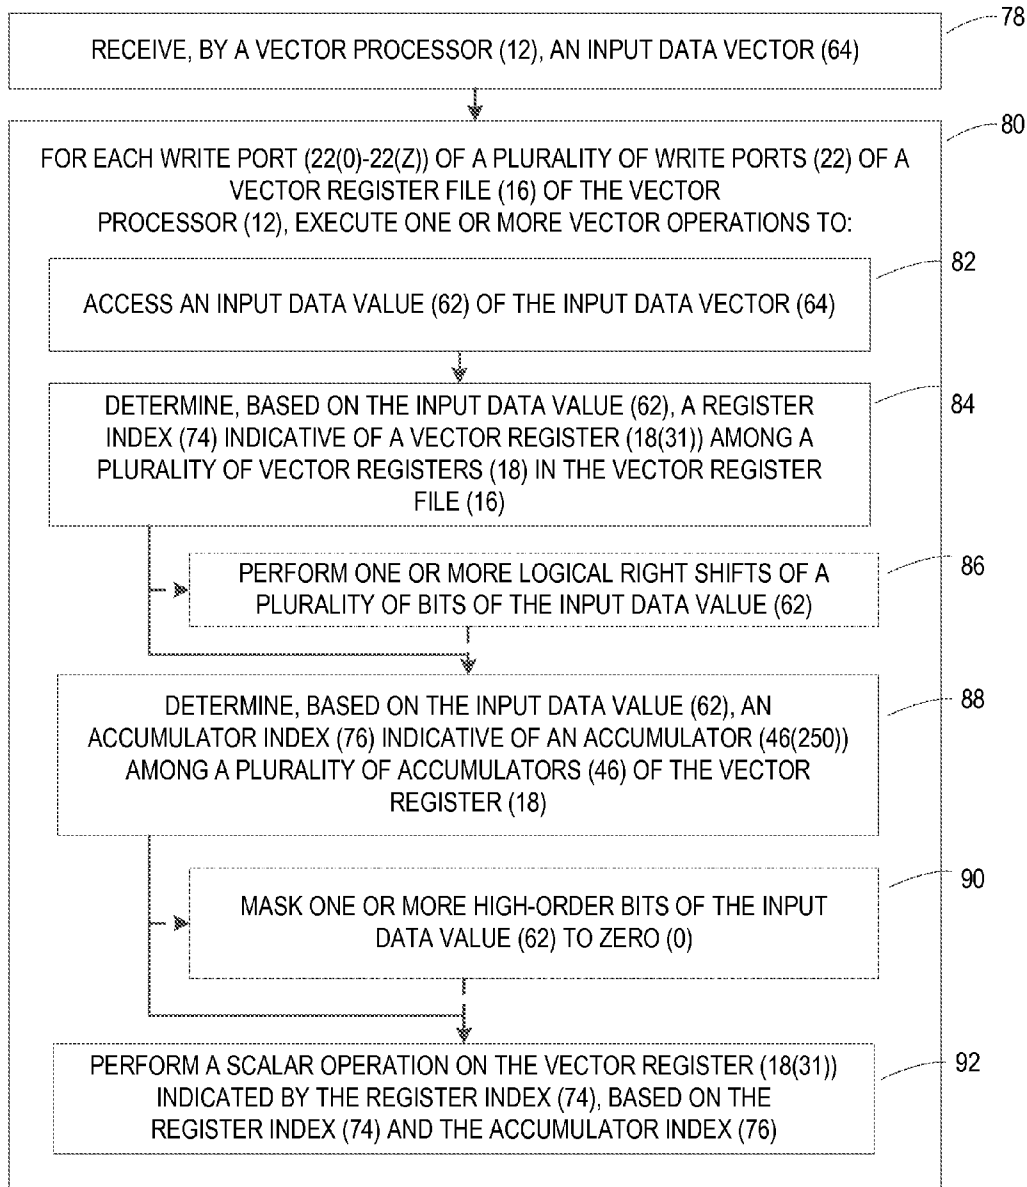 78
RECEIVE, BY A VECTOR PROCESSOR (12), AN INPUT DATA VECTOR (64)
80
FOR EACH WRITE PORT (22(0)-22(Z)) OF A PLURALITY OF WRITE PORTS (22) OF A
VECTOR REGISTER FILE (16) OF THE VECTOR
PROCESSOR (12), EXECUTE ONE OR MORE VECTOR OPERATIONS TO:
82
ACCESS AN INPUT DATA VALUE (62) OF THE INPUT DATA VECTOR (64)
84
DETERMINE, BASED ON THE INPUT DATA VALUE (62), A REGISTER
INDEX (74) INDICATIVE OF A VECTOR REGISTER (18(31)) AMONG A
PLURALITY OF VECTOR REGISTERS (18) IN THE VECTOR REGISTER
FILE (16)
86
PERFORM ONE OR MORE LOGICAL RIGHT SHIFTS OF A
PLURALITY OF BITS OF THE INPUT DATA VALUE (62)
88
DETERMINE, BASED ON THE INPUT DATA VALUE (62), AN
ACCUMULATOR INDEX (76) INDICATIVE OF AN ACCUMULATOR (46(250))
AMONG A PLURALITY OF ACCUMULATORS (46) OF THE VECTOR
REGISTER (18)
90
MASK ONE OR MORE HIGH-ORDER BITS OF THE INPUT
DATA VALUE (62) TO ZERO (0)
92
PERFORM A SCALAR OPERATION ON THE VECTOR REGISTER (18(31))
INDICATED BY THE REGISTER INDEX (74), BASED ON THE
REGISTER INDEX (74) AND THE ACCUMULATOR INDEX (76)